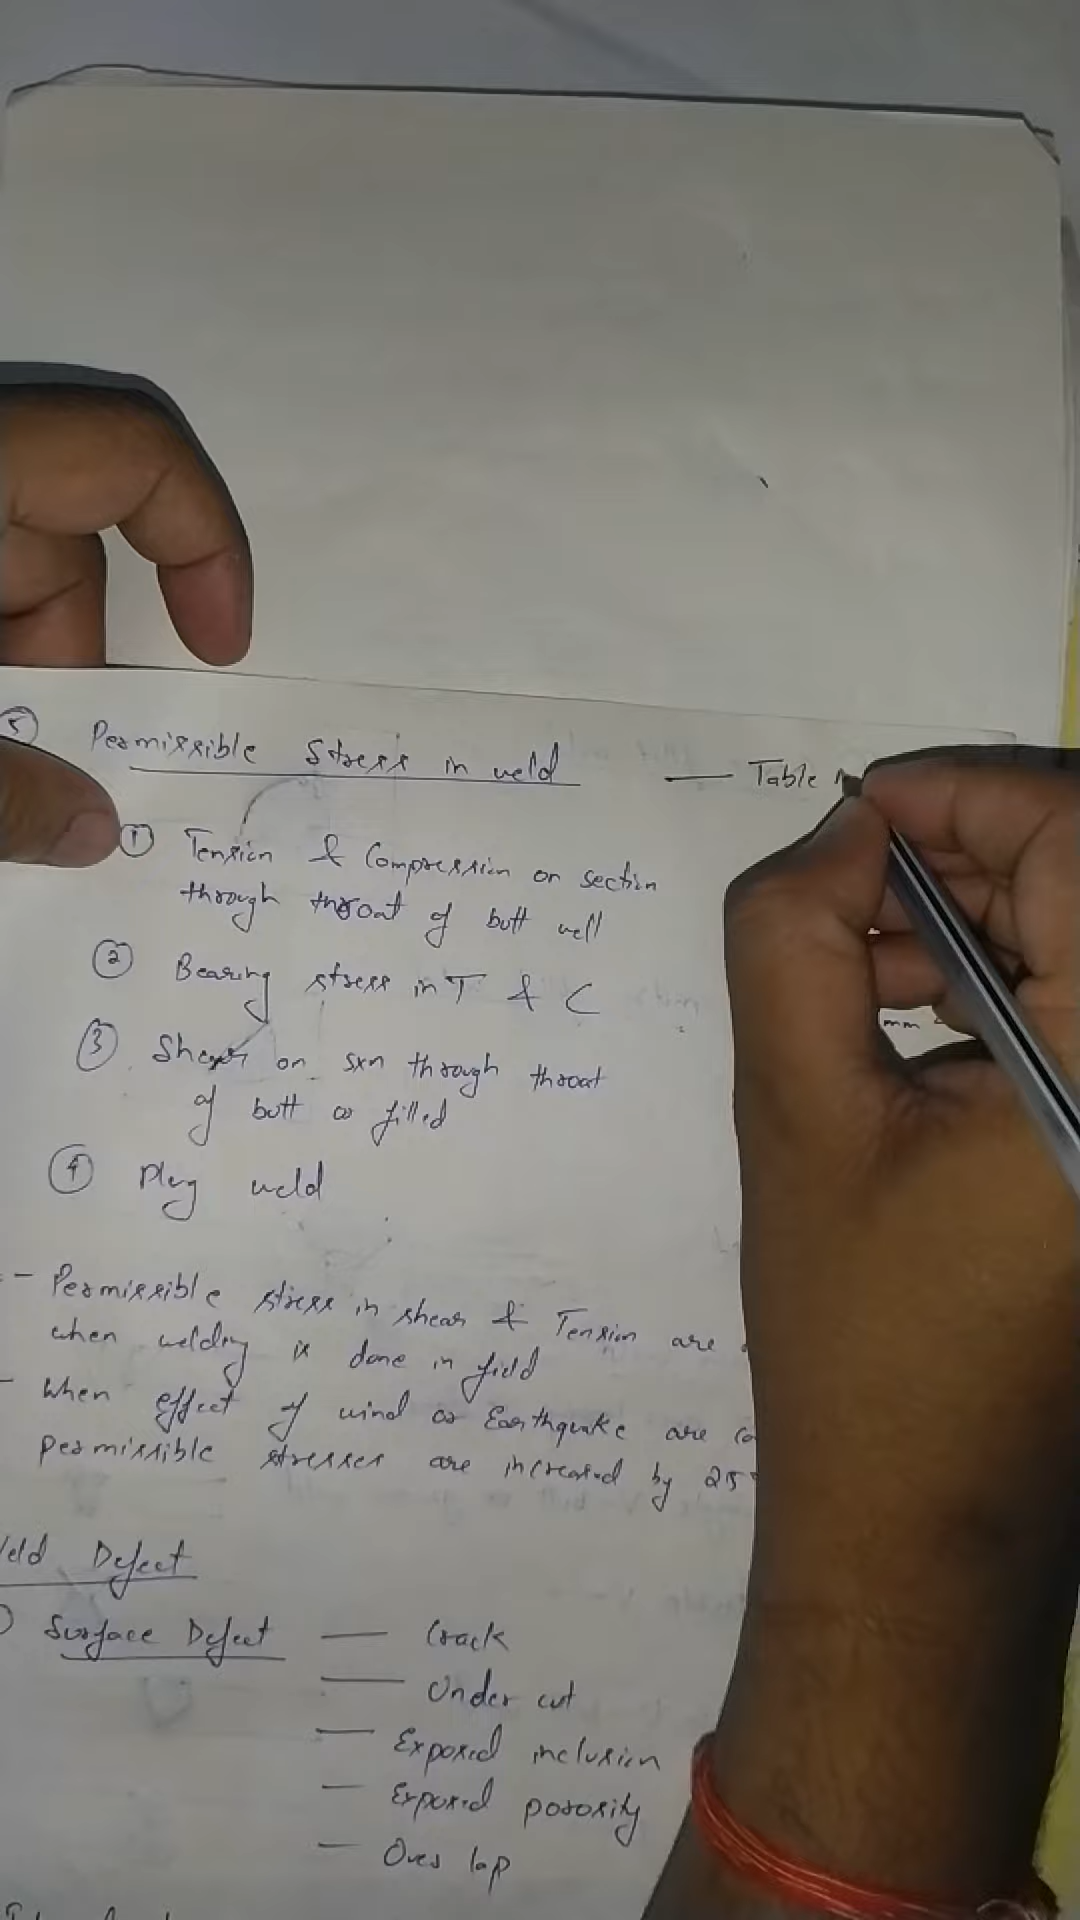 5 Permissible Stress in weld — Table
1 Tension & Compression on section
through throat of butt well
2 Bearing stress in T & C
3 Shear on sxn through throat
of butt or filled
4 Plug weld
- Permissible stress in shear & Tension are
when welding is done in field
- When effect of wind or Earthquake are
permissible stresses are increased by 25
Defect
Surface Defect — Crack
— Under cut
— Exposed inclusion
— Exposed porosity
— Over lap
mm